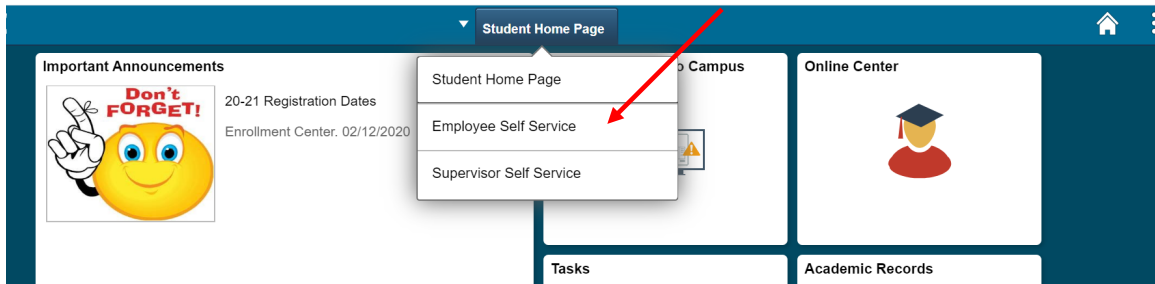 Student Home Page
Important Announcements
Don't
FORGET!
20-21 Registration Dates
Enrollment Center. 02/12/2020
Student Home Page
Employee Self Service
Supervisor Self Service
o Campus
Online Center
Tasks
Academic Records